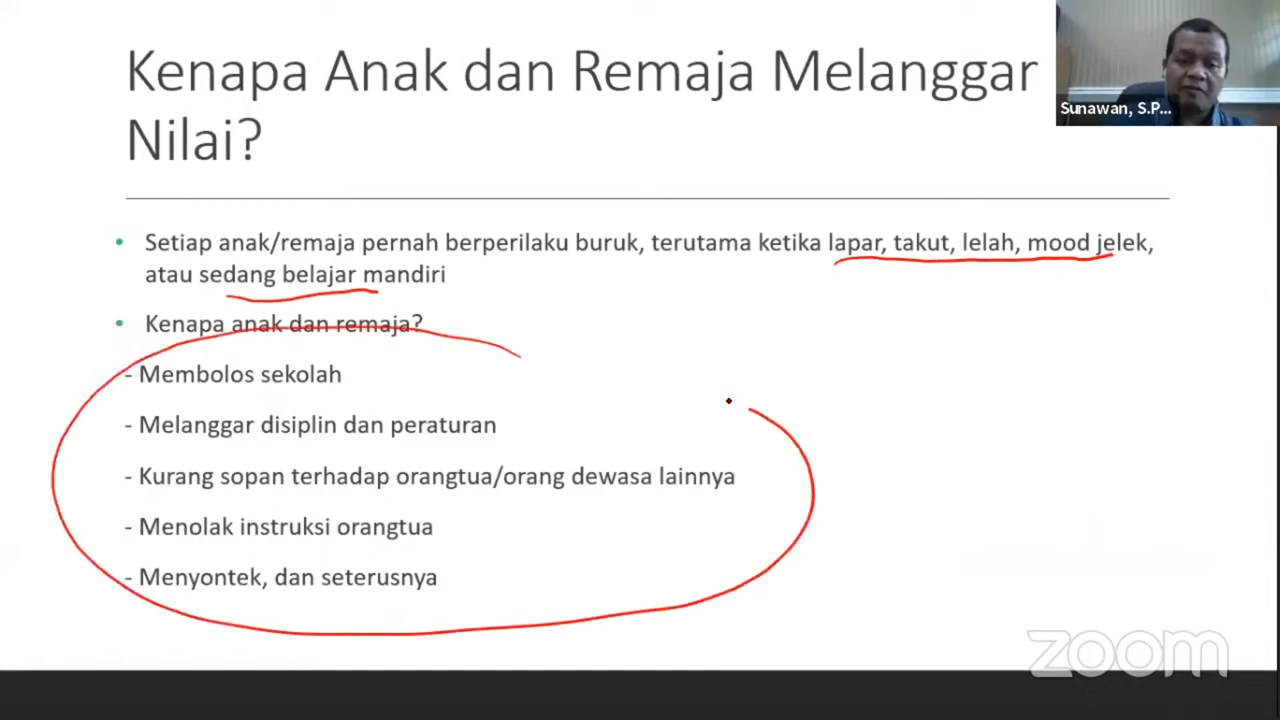 Kenapa Anak dan Remaja Melanggar
Nilai?
Sunawan, S.P...
• Setiap anak/remaja pernah berperilaku buruk, terutama ketika lapar, takut, lelah, mood jelek,
atau sedang belajar mandiri
• Kenapa anak dan remaja?
- Membolos sekolah
- Melanggar disiplin dan peraturan
- Kurang sopan terhadap orangtua/orang dewasa lainnya
- Menolak instruksi orangtua
- Menyontek, dan seterusnya
zoom